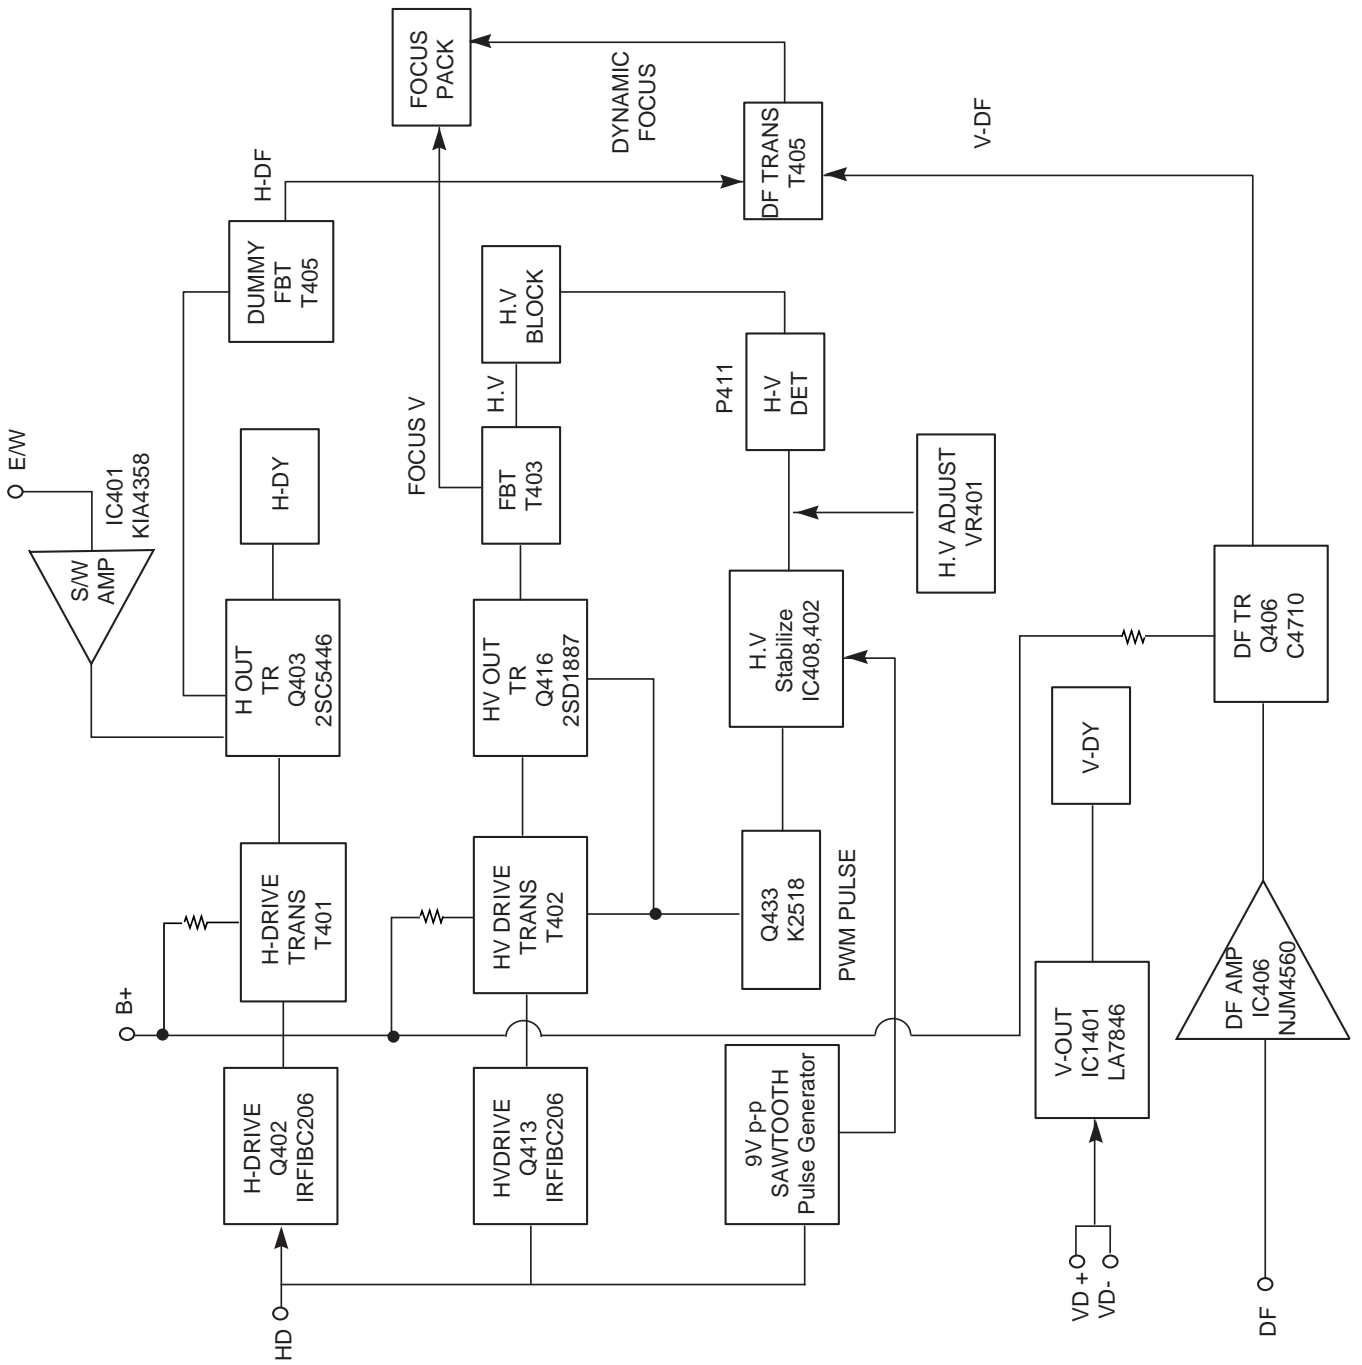 HD
H-DRIVE
Q402
IRFIBC206
B+
H-DRIVE
TRANS
T401
H OUT
TR
Q403
2SC5446
S/W
AMP
IC401
KIA4358
E/W
H-DY
DUMMY
FBT
T405
H-DF
HVDRIVE
Q413
IRFIBC206
HV DRIVE
TRANS
T402
HV OUT
TR
Q416
2SD1887
FBT
T403
FOCUS V
H.V
H.V
BLOCK
FOCUS
PACK
9V p-p
SAWTOOTH
Pulse Generator
Q433
K2518
PWM PULSE
H.V
Stabilize
IC408,402
H.V ADJUST
VR401
P411
H-V
DET
DF TRANS
T405
DYNAMIC
FOCUS
V-DF
VD +
VD-
V-OUT
IC1401
LA7846
V-DY
DF
DF AMP
IC406
NJM4560
DF TR
Q406
C4710